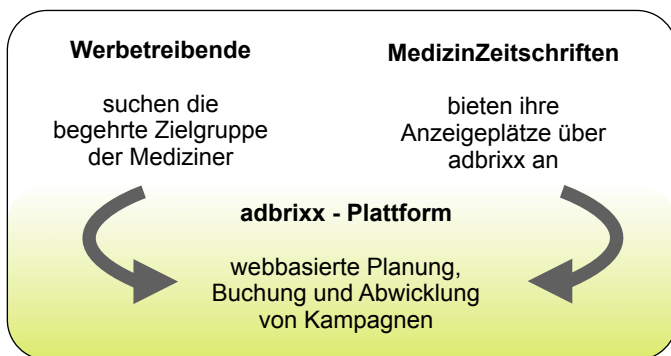 Werbetreibende
suchen die
begehrte Zielgruppe
der Mediziner
MedizinZeitschriften
bieten ihre
Anzeigeplätze über
adbrixx an
adbrixx - Plattform
webbasierte Planung,
Buchung und Abwicklung
von Kampagnen